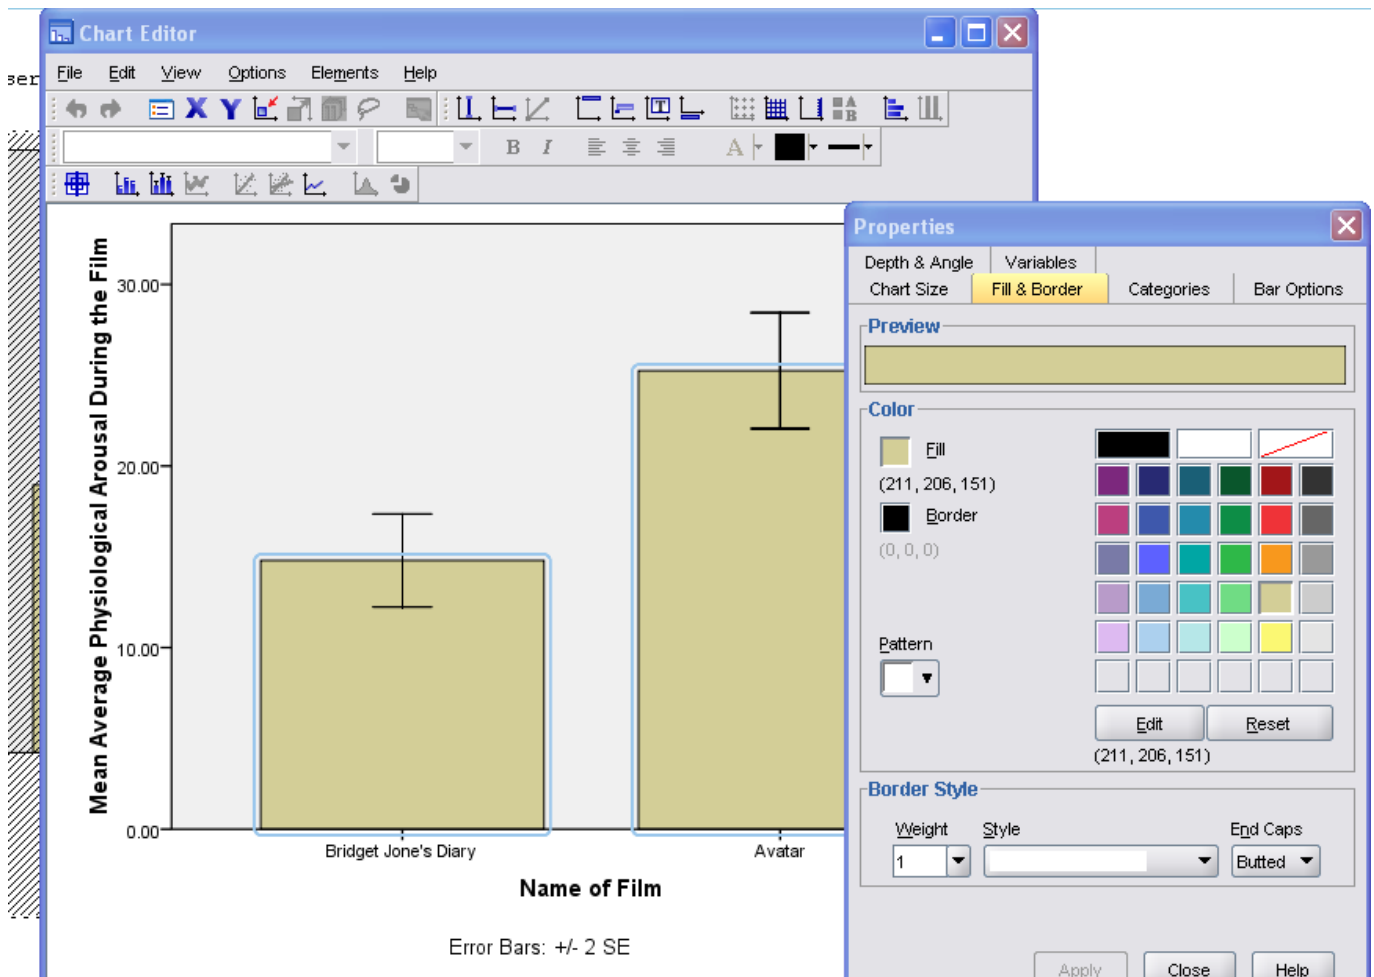 Chart Editor
File Edit View Options Elements Help
B I A
Properties
Depth & Angle Variables
Chart Size Fill & Border Categories Bar Options
Preview
Color
Fill
(211, 206, 151)
Border
(0, 0, 0)
Pattern
Edit Reset
(211, 206, 151)
Border Style
Weight Style End Caps
1 Butted
Apply Close Help
Mean Average Physiological Arousal During the Film
30.00
20.00
10.00
0.00
Bridget Jone's Diary Avatar
Name of Film
Error Bars: +/- 2 SE